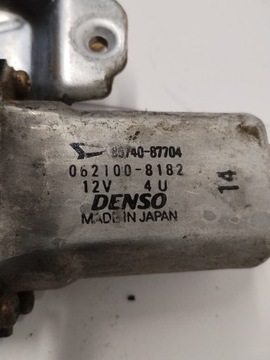 85740-87704
062100-8182
12V 4U
DENSO
MADE IN JAPAN
14